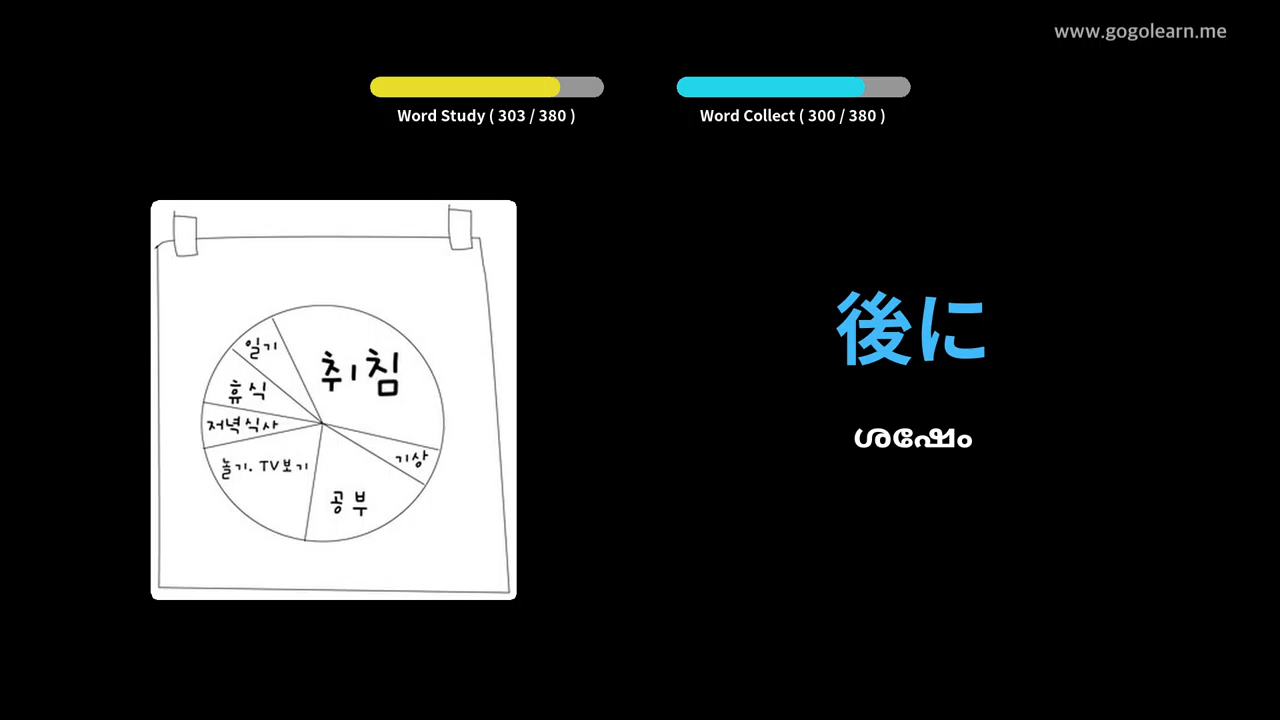 www.gogolearn.me
Word Study ( 303 / 380 )
Word Collect ( 300 / 380 )
일기
취침
휴식
저녁식사
놀기. TV보기
기상
공부
後に
ശേഷം